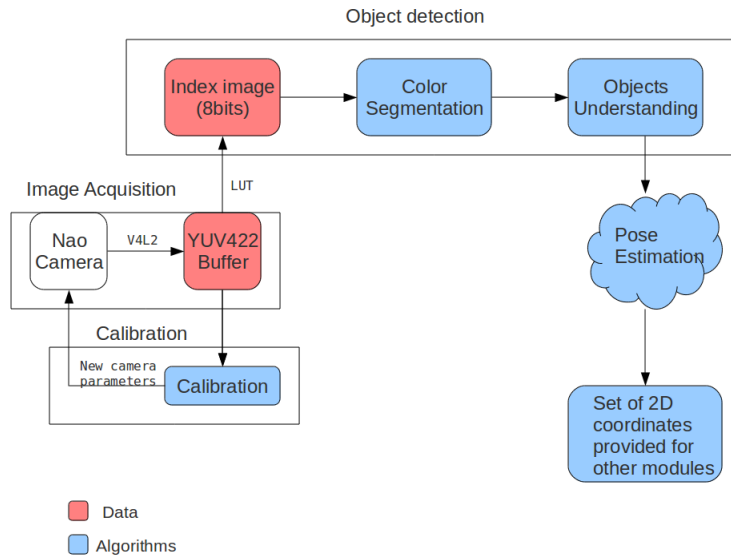 Object detection
Index image
(8bits)
Color
Segmentation
Objects
Understanding
LUT
Image Acquisition
Nao
Camera
V4L2
YUV422
Buffer
Pose
Estimation
Calibration
New camera
parameters
Calibration
Set of 2D
coordinates
provided for
other modules
Data
Algorithms